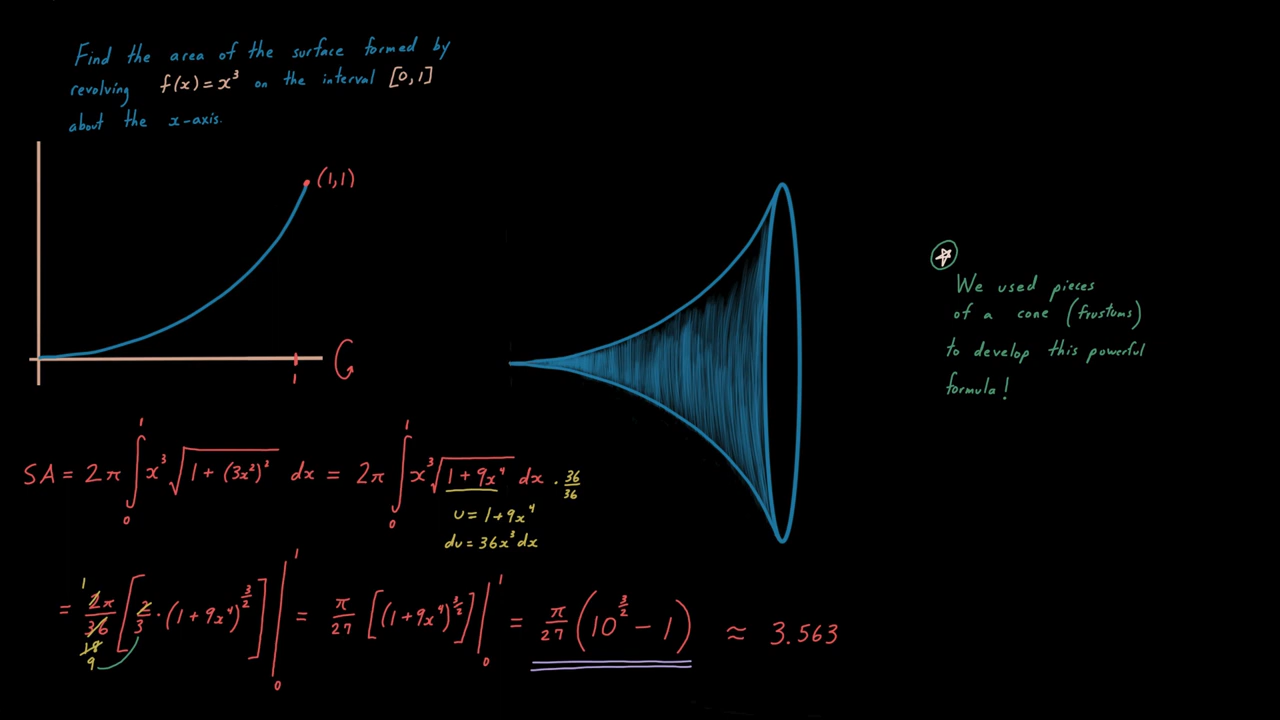 Find the area of the surface formed by
revolving f(x) = x³ on the interval [0,1]
about the x-axis.
(1,1)
1
We used pieces
of a cone (frustums)
to develop this powerful
formula!
SA = 2π ∫₀¹ x³ √(1 + (3x²)²) dx = 2π ∫₀¹ x³ √(1 + 9x⁴) dx · 36/36
u = 1 + 9x⁴
du = 36x³ dx
= 2π/36 [2/3 · (1 + 9x⁴)^(3/2)] |₀¹ = π/27 [(1 + 9x⁴)^(3/2)] |₀¹ = π/27 (10^(3/2) − 1) ≈ 3.563
1
18
9